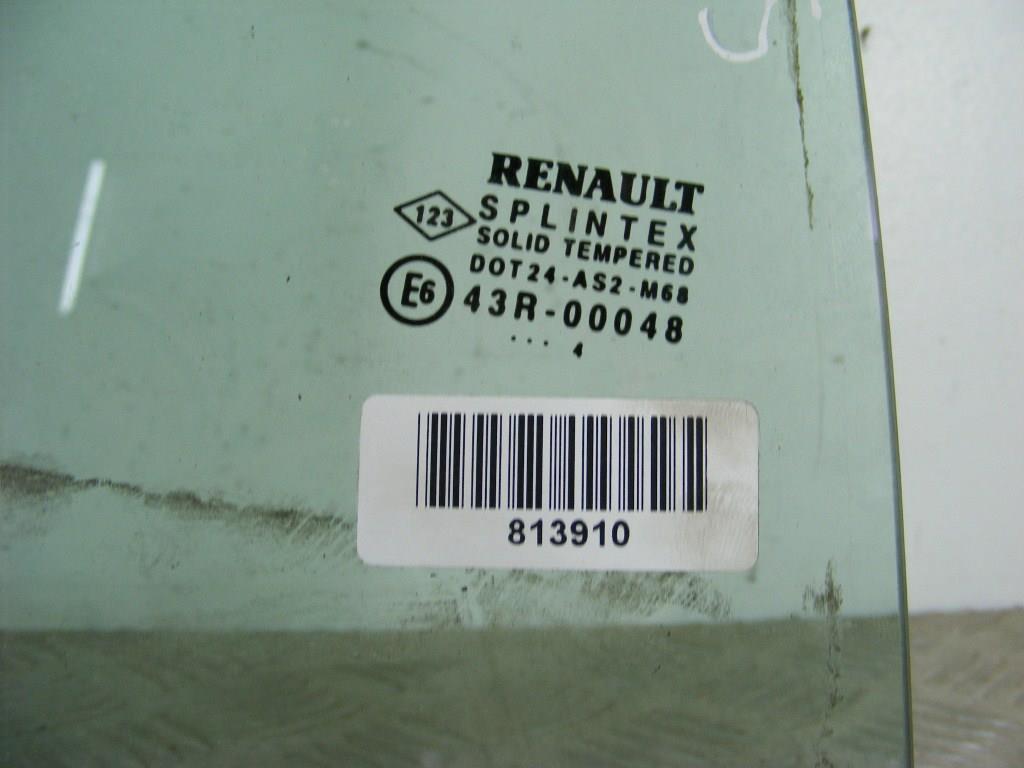 RENAULT
123
SPLINTEX
SOLID TEMPERED
DOT24-AS2-M68
E6
43R-00048
... 4
813910